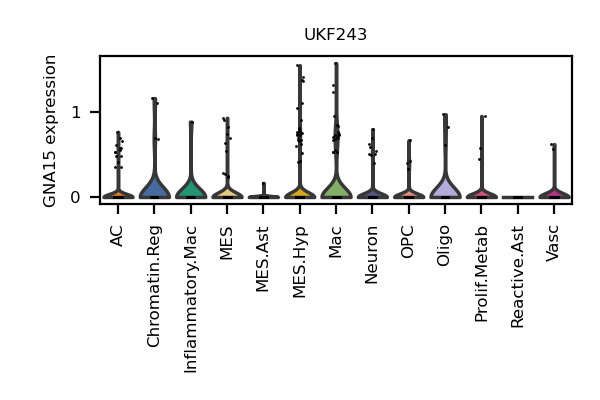 UKF243
GNA15 expression
1
0
AC
Chromatin.Reg
Inflammatory.Mac
MES
MES.Ast
MES.Hyp
Mac
Neuron
OPC
Oligo
Prolif.Metab
Reactive.Ast
Vasc